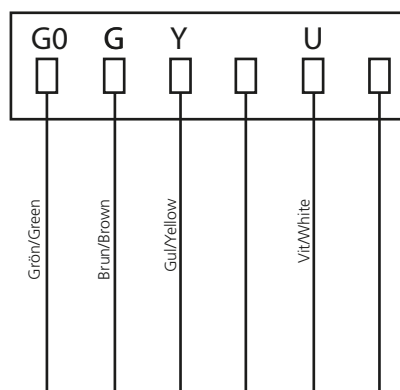 G0 G Y U
Grön/Green
Brun/Brown
Gul/Yellow
Vit/White